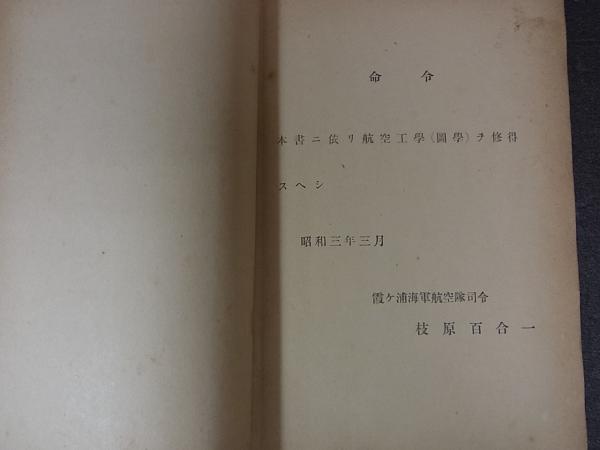 命令
本書ニ依リ航空工學(圖學)ヲ修得
スヘシ
昭和三年三月
霞ケ浦海軍航空隊司令
枝原百合一